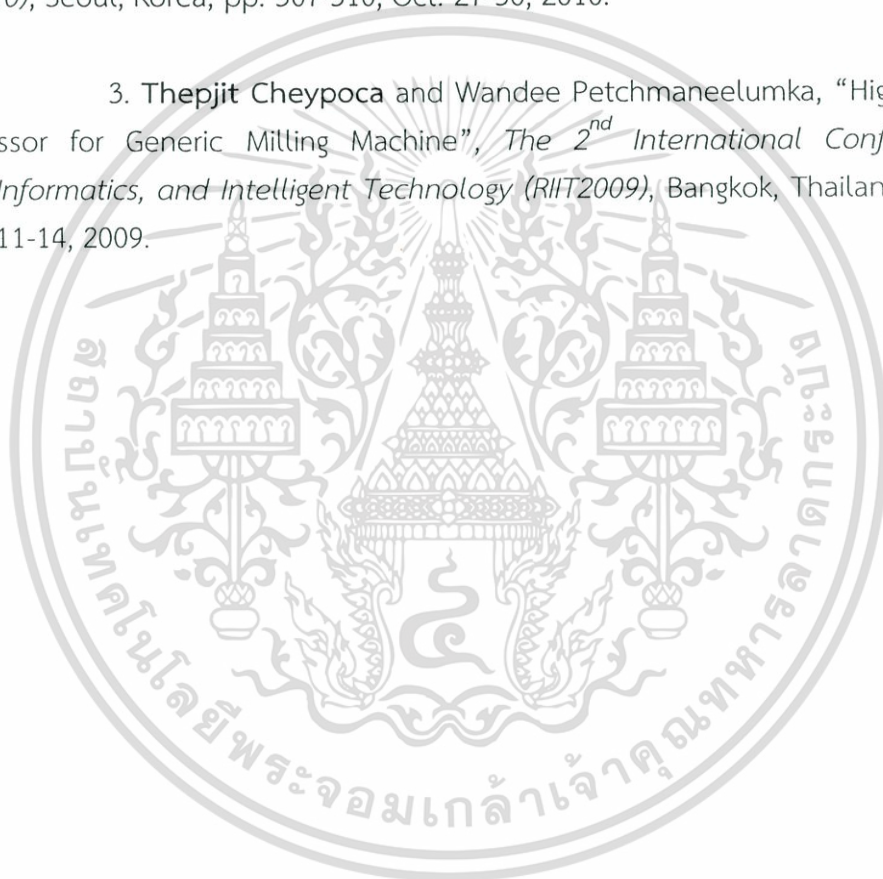 0), Seoul, Korea, pp. 307-310, Oct. 27-30, 2010.
3. Thepjit Cheypoca and Wandee Petchmaneelumka, “Hig
ssor for Generic Milling Machine”, The 2nd International Conf
Informatics, and Intelligent Technology (RIIT2009), Bangkok, Thailan
11-14, 2009.
สถาบันเทคโนโลยีพระจอมเกล้าเจ้าคุณทหารลาดกระบัง